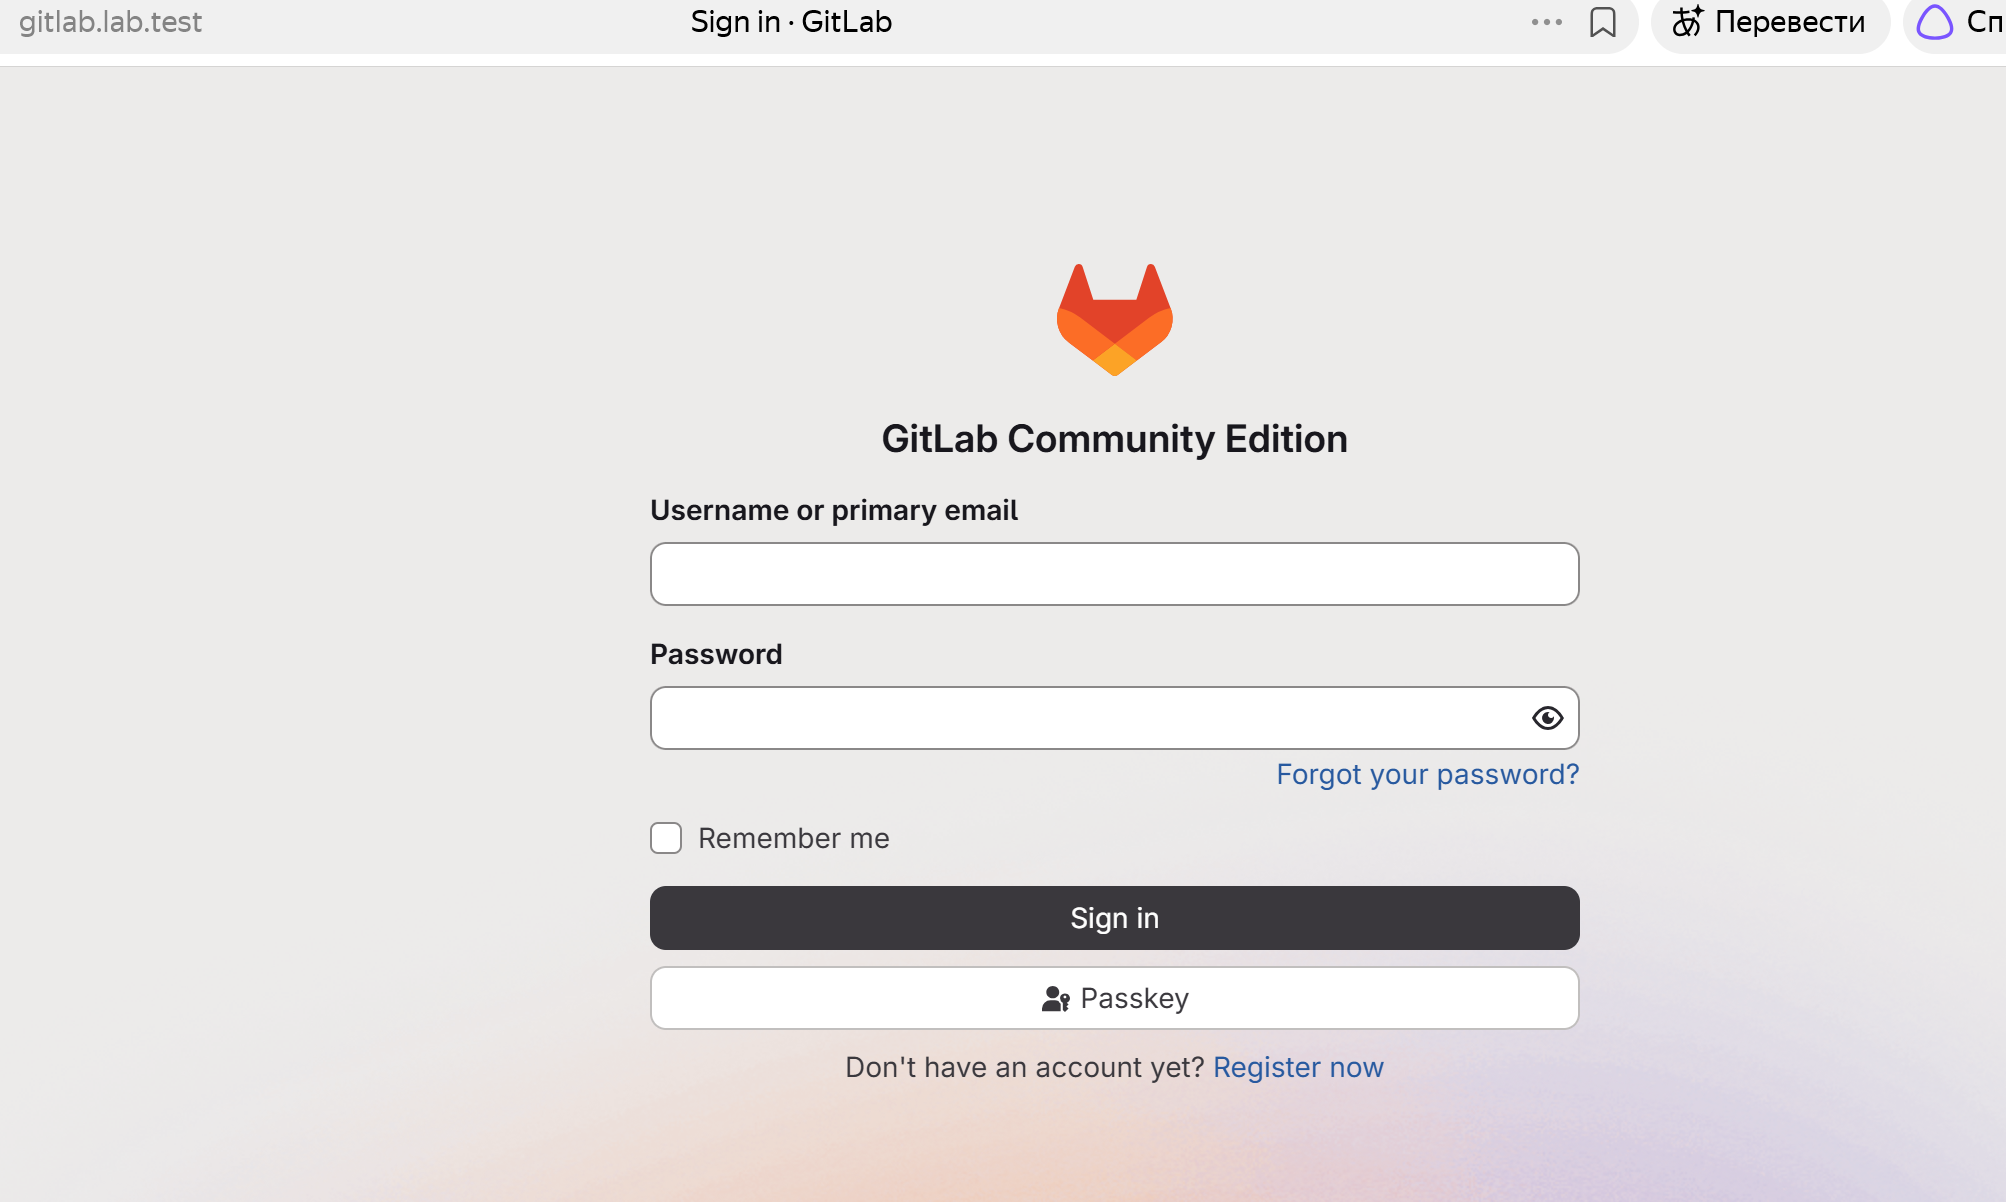 gitlab.lab.test Sign in · GitLab ··· Перевести Сп
GitLab Community Edition
Username or primary email
Password
Forgot your password?
Remember me
Sign in
Passkey
Don't have an account yet? Register now